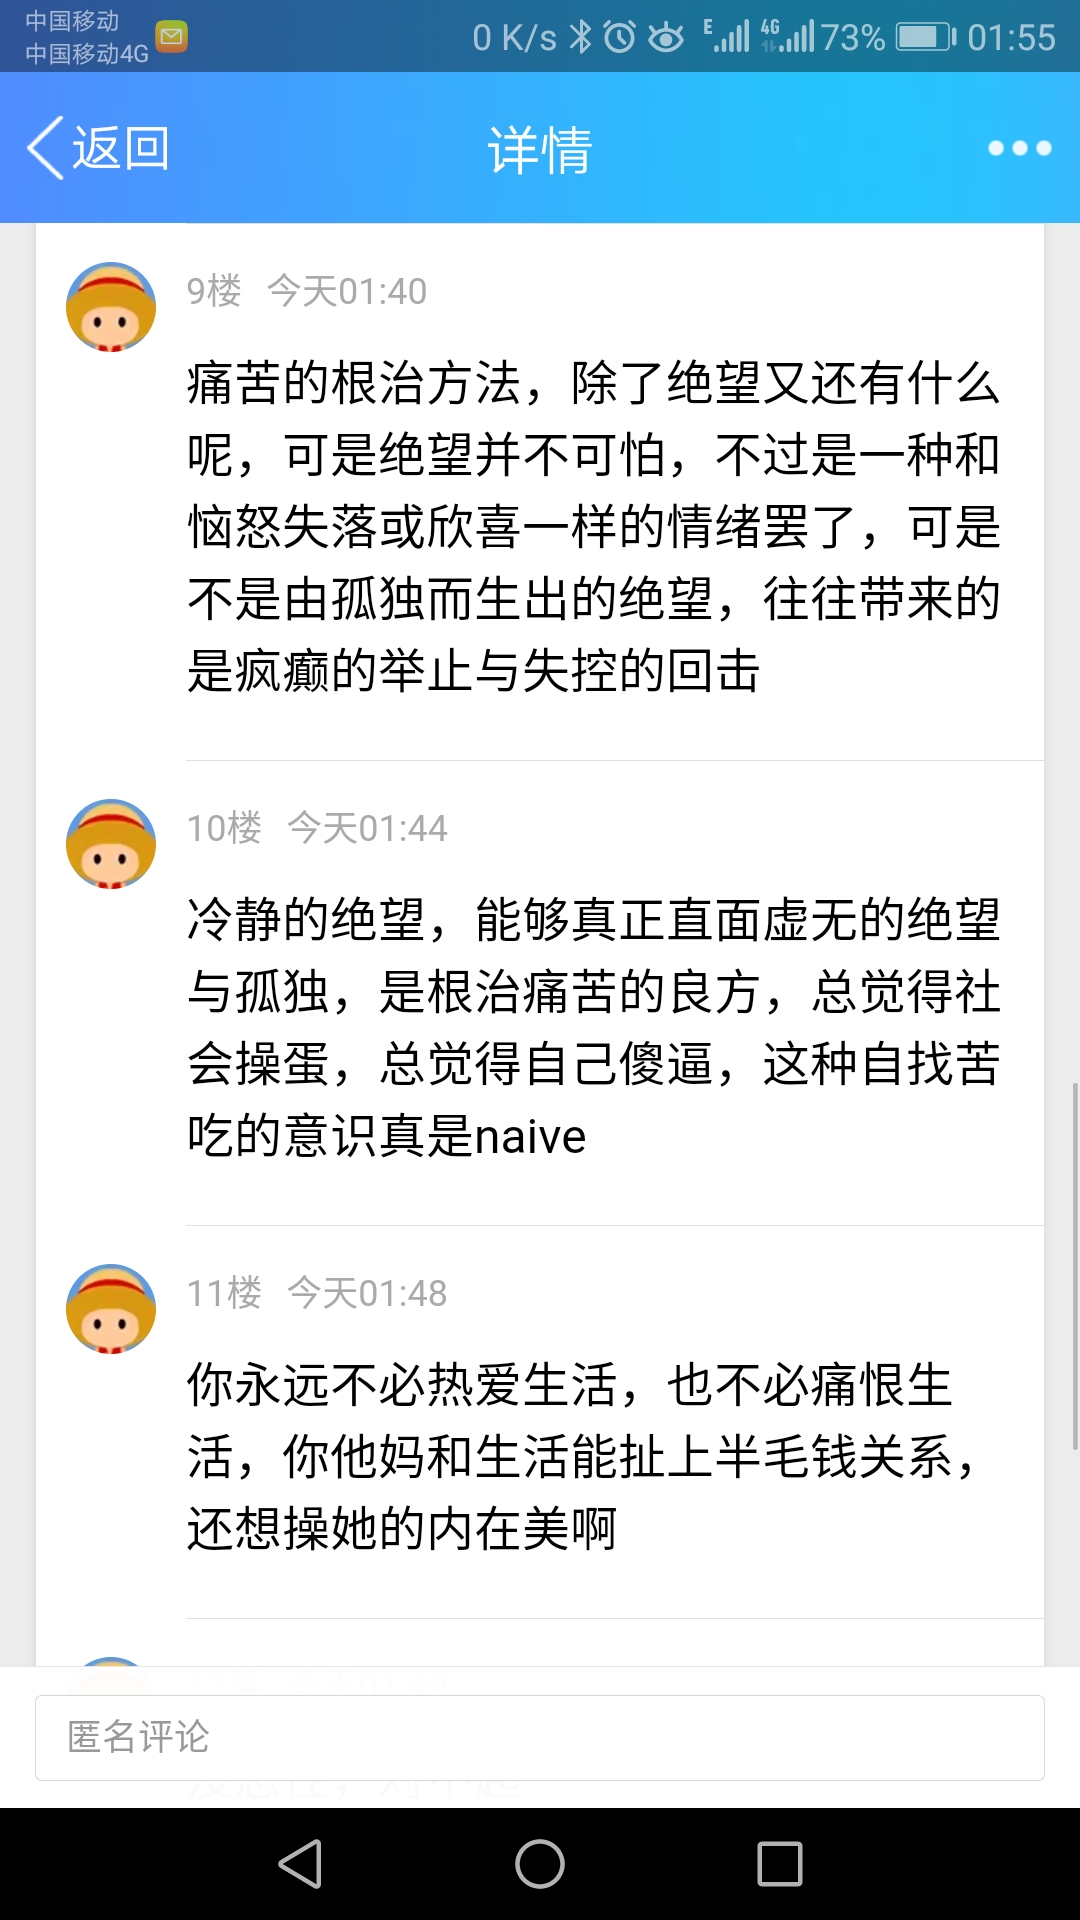 中国移动
中国移动4G
0 K/s
E
4G
73%
01:55
返回
详情
9楼 今天01:40
痛苦的根治方法，除了绝望又还有什么
呢，可是绝望并不可怕，不过是一种和
恼怒失落或欣喜一样的情绪罢了，可是
不是由孤独而生出的绝望，往往带来的
是疯癫的举止与失控的回击
10楼 今天01:44
冷静的绝望，能够真正直面虚无的绝望
与孤独，是根治痛苦的良方，总觉得社
会操蛋，总觉得自己傻逼，这种自找苦
吃的意识真是naive
11楼 今天01:48
你永远不必热爱生活，也不必痛恨生
活，你他妈和生活能扯上半毛钱关系，
还想操她的内在美啊
匿名评论